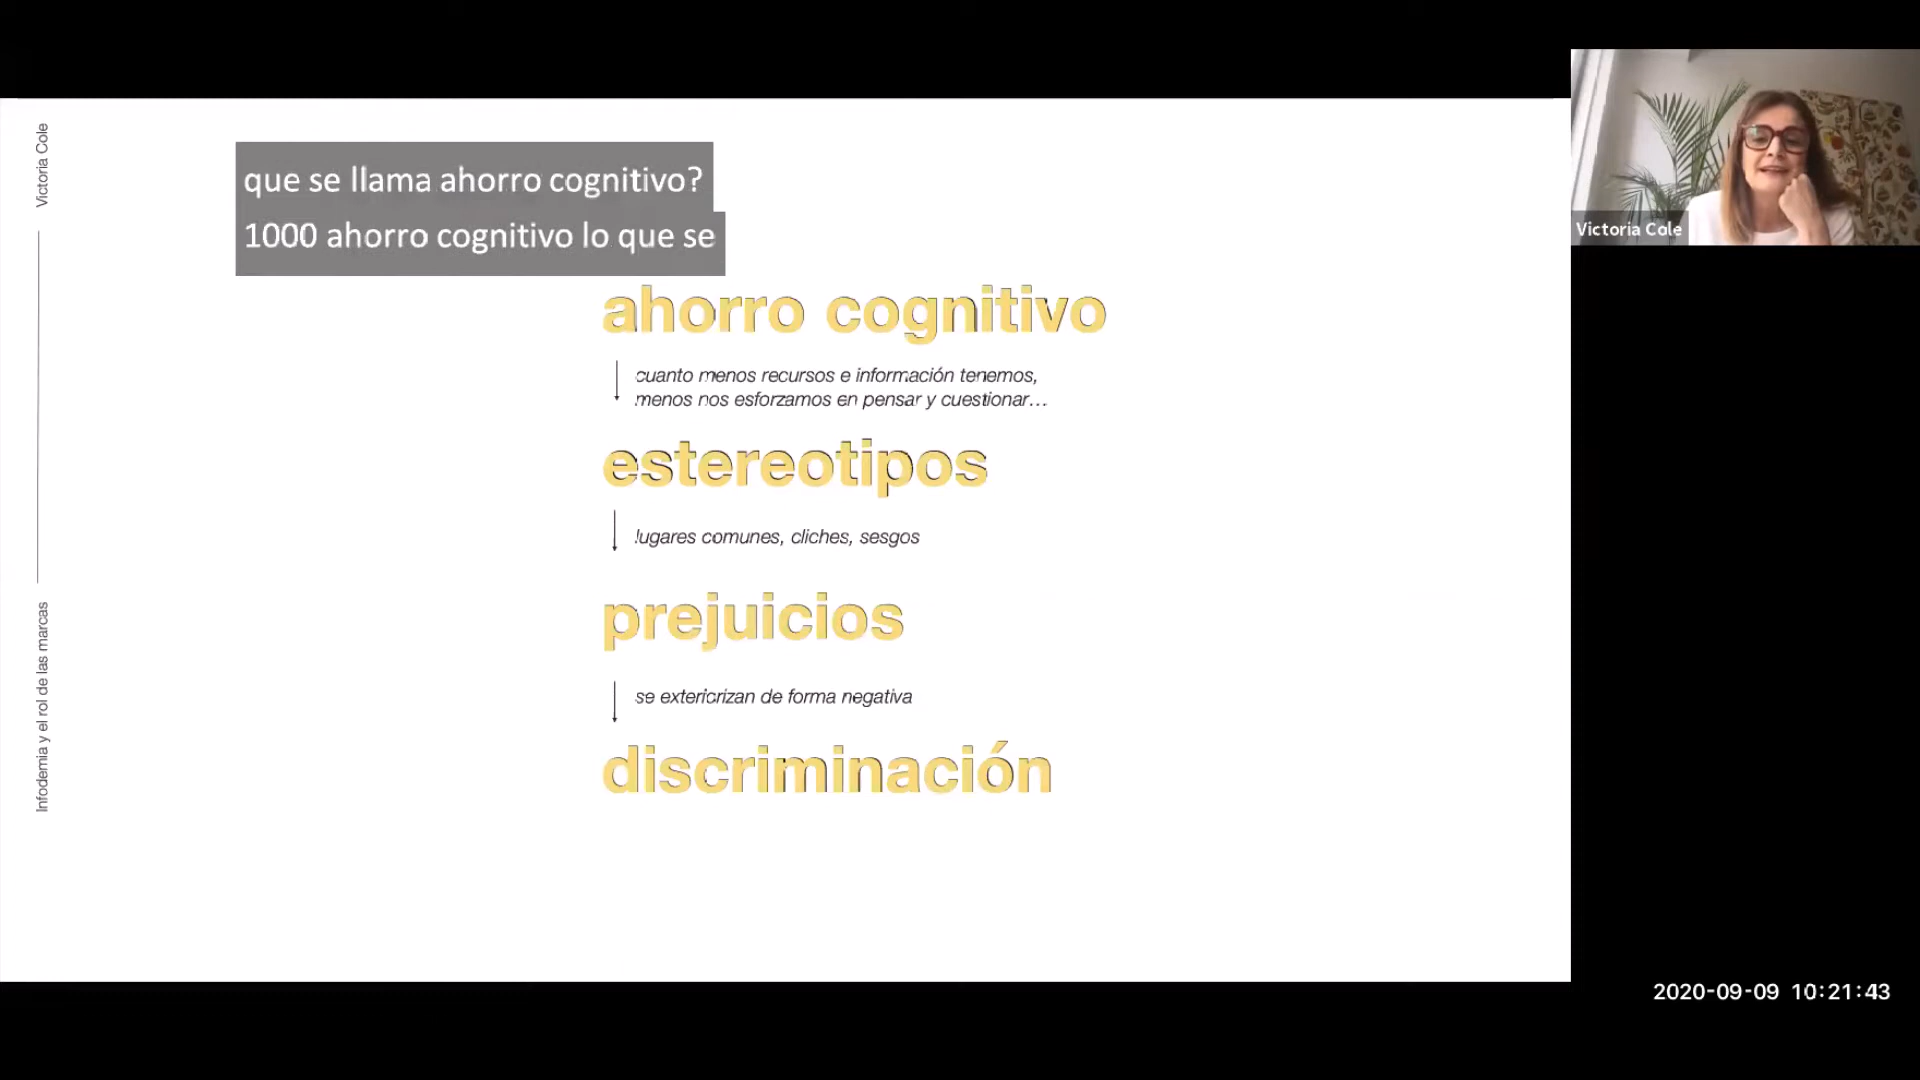 Victoria Cole
Infodemia y el rol de las marcas
que se llama ahorro cognitivo?
1000 ahorro cognitivo lo que se
ahorro cognitivo
cuanto menos recursos e información tenemos,
menos nos esforzamos en pensar y cuestionar...
estereotipos
lugares comunes, cliches, sesgos
prejuicios
se exteriorizan de forma negativa
discriminación
Victoria Cole
2020-09-09 10:21:43